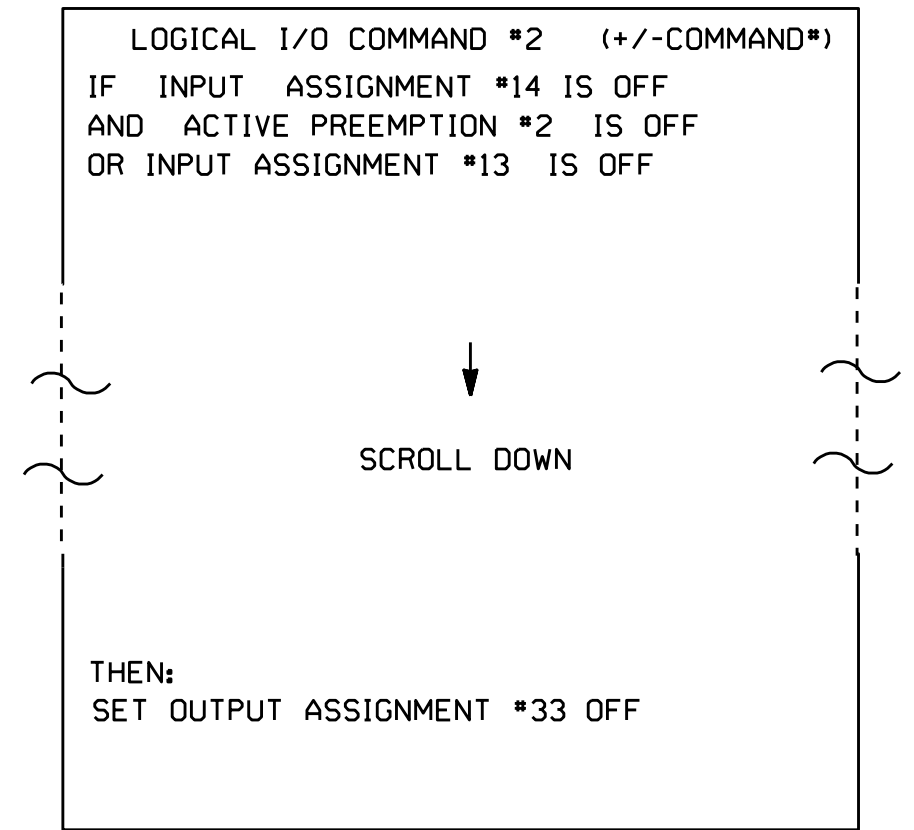 LOGICAL I/O COMMAND #2 (+/-COMMAND#)
IF INPUT ASSIGNMENT #14 IS OFF
AND ACTIVE PREEMPTION #2 IS OFF
OR INPUT ASSIGNMENT #13 IS OFF
SCROLL DOWN
THEN:
SET OUTPUT ASSIGNMENT #33 OFF